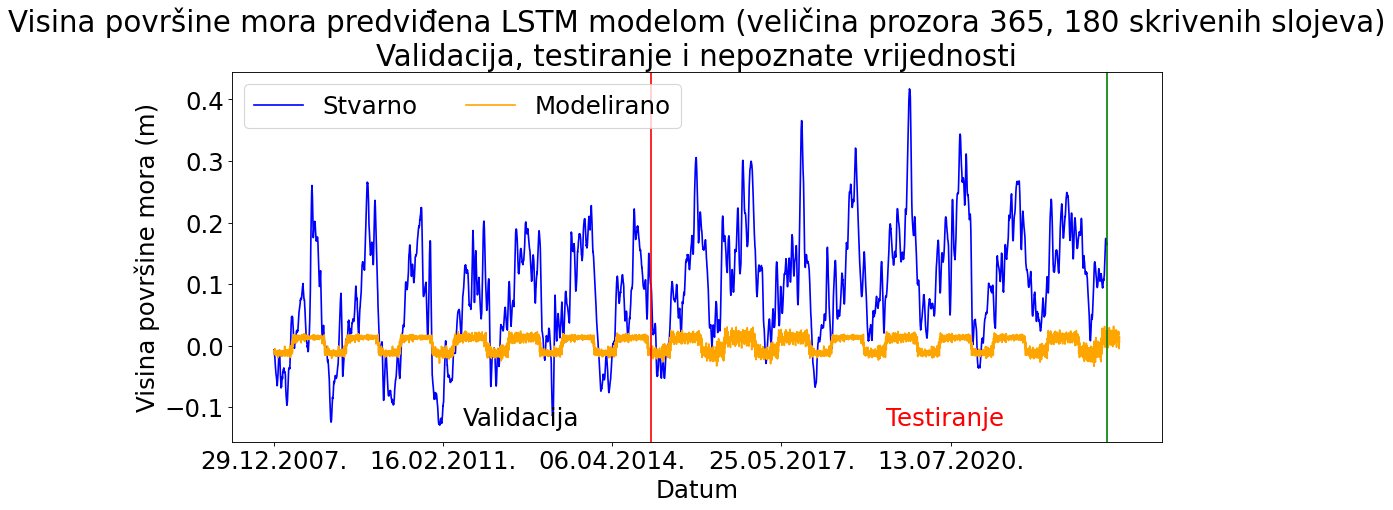 Visina površine mora predviđena LSTM modelom (veličina prozora 365, 180 skrivenih slojeva)
Validacija, testiranje i nepoznate vrijednosti
Stvarno
Modelirano
Visina površine mora (m)
0.4
0.3
0.2
0.1
0.0
−0.1
Validacija
Testiranje
29.12.2007.
16.02.2011.
06.04.2014.
25.05.2017.
13.07.2020.
Datum